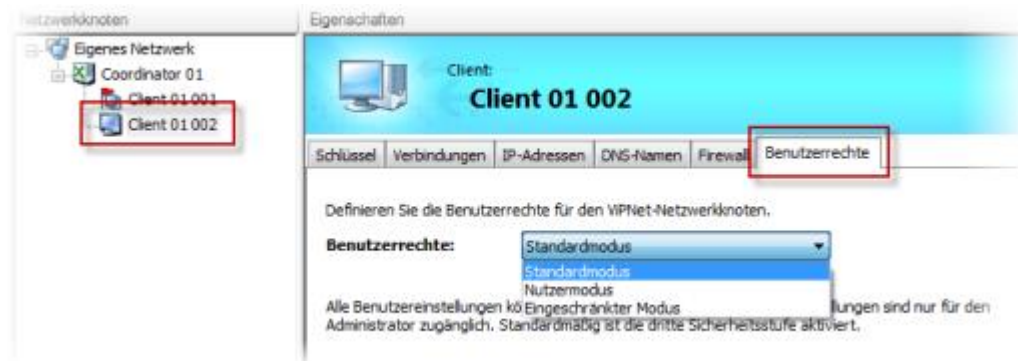 Netzwerkknoten
Eigenschaften
Eigenes Netzwerk
Coordinator 01
Client 01 001
Client 01 002
Client:
Client 01 002
Schlüssel Verbindungen IP-Adressen DNS-Namen Firewall Benutzerrechte
Definieren Sie die Benutzerrechte für den ViPNet-Netzwerkknoten.
Benutzerrechte: Standardmodus
Standardmodus
Nutzermodus
Eingeschränkter Modus
Alle Benutzereinstellungen kö llungen sind nur für den
Administrator zugänglich. Standardmäßig ist die dritte Sicherheitsstufe aktiviert.